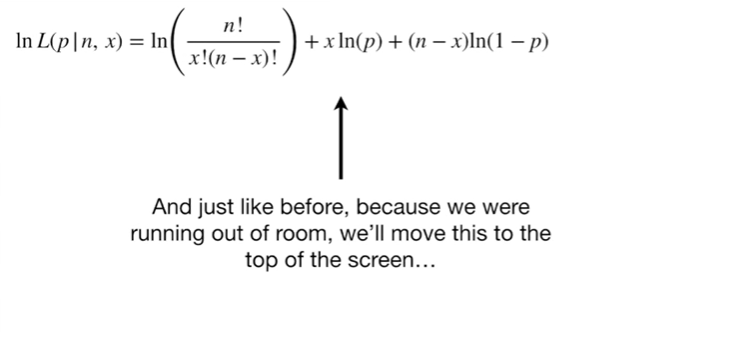 ln L(p|n, x) = ln(n!/(x!(n − x)!)) + x ln(p) + (n − x)ln(1 − p)
And just like before, because we were
running out of room, we’ll move this to the
top of the screen…